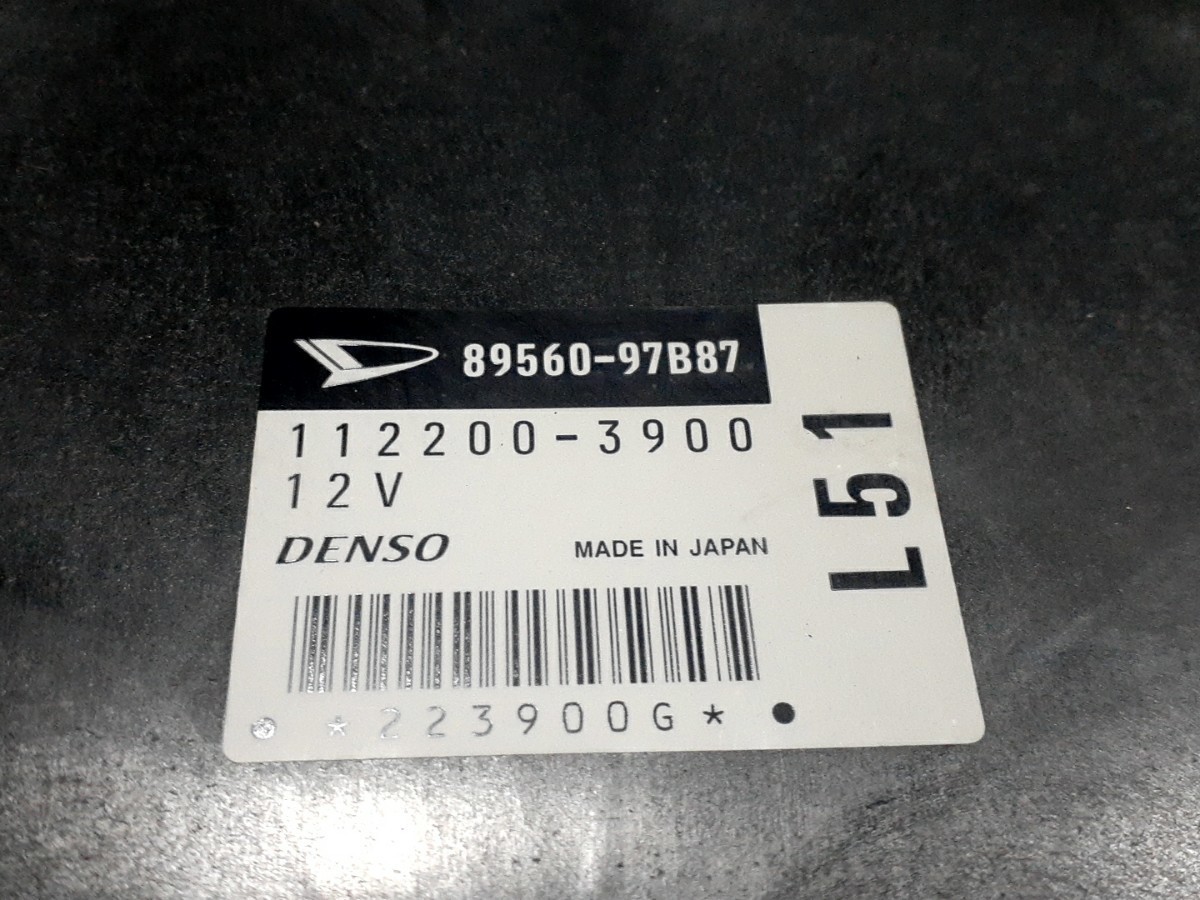 89560-97B87
112200-3900
12V
DENSO MADE IN JAPAN
*223900G*
L51